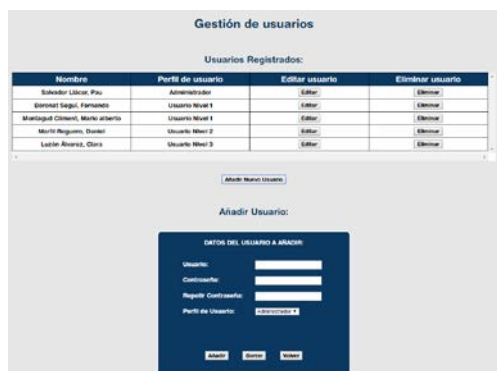 Gestión de usuarios
Usuarios Registrados:
Nombre Perfil de usuario Editar usuario Eliminar usuario
Salvador Llácer, Pau Administrador Editar Eliminar
Boronat Seguí, Fernando Usuario Nivel 1 Editar Eliminar
Montagud Climent, Mario alberto Usuario Nivel 1 Editar Eliminar
Marfil Reguero, Daniel Usuario Nivel 2 Editar Eliminar
Luzón Álvarez, Clara Usuario Nivel 3 Editar Eliminar
Añadir Nuevo Usuario
Añadir Usuario:
DATOS DEL USUARIO A AÑADIR:
Usuario:
Contraseña:
Repetir Contraseña:
Perfil de Usuario: Administrador
Añadir Borrar Volver